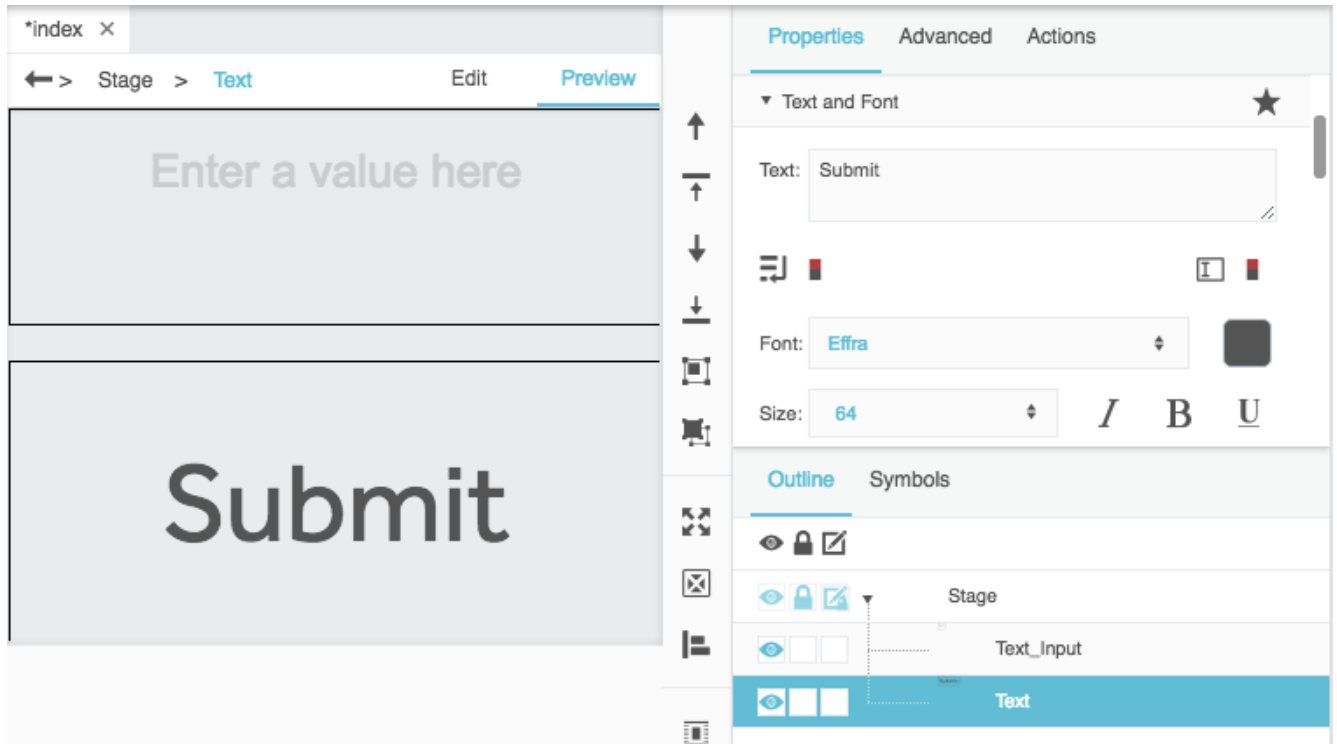 *index ×
> Stage > Text Edit Preview
Enter a value here
Submit
Properties Advanced Actions
Text and Font
Text: Submit
Font: Effra
Size: 64 I B U
Outline Symbols
Stage
Text_Input
Text